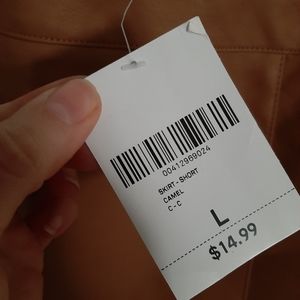 00412969024
SKIRT-SHORT
CAMEL
C-C
L
$14.99